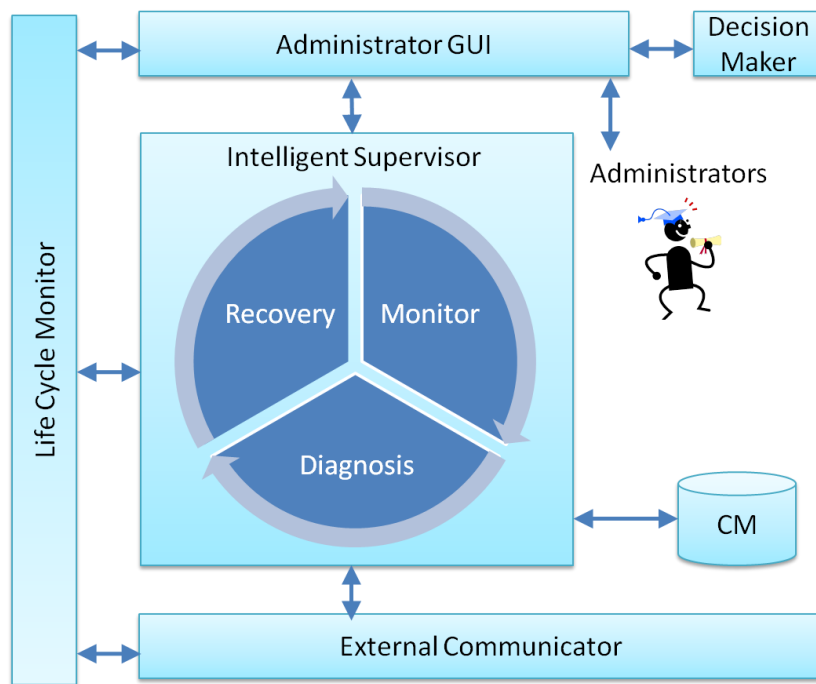 Administrator GUI
Decision
Maker
Intelligent Supervisor
Administrators
Life Cycle Monitor
Recovery
Monitor
Diagnosis
CM
External Communicator